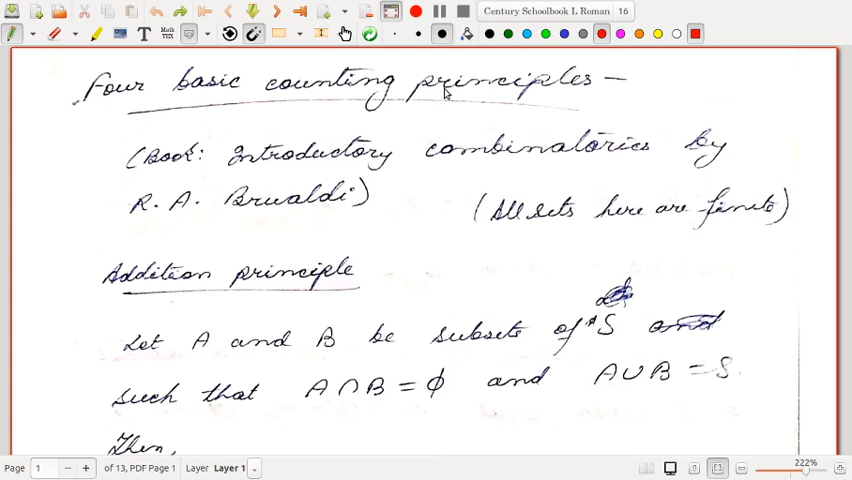 Century Schoolbook L Roman 16
Math
TEX
Four basic counting principles —
(Book: Introductory combinatorics by
R. A. Brualdi)
(All sets here are finite)
Addition principle
Let A and B be subsets of S
such that A ∩ B = ϕ and A ∪ B = S.
Then,
Page 1 of 13, PDF Page 1 Layer Layer 1 222%